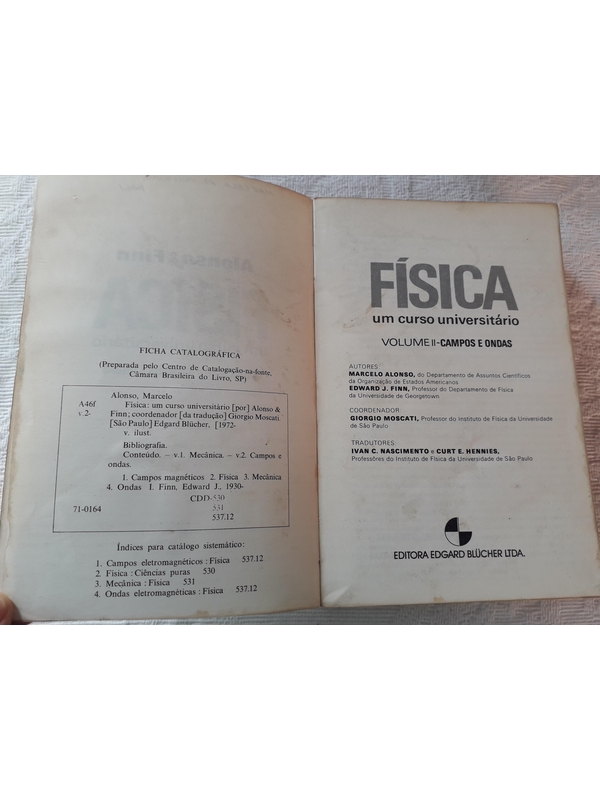 FICHA CATALOGRÁFICA
(Preparada pelo Centro de Catalogação-na-fonte,
Câmara Brasileira do Livro, SP)
Alonso, Marcelo
A46f Física: um curso universitário [por] Alonso &
v.2- Finn; coordenador [da tradução] Giorgio Moscati.
[São Paulo] Edgard Blücher, [1972-
v. ilust.
Bibliografia.
Conteúdo. – v.1. Mecânica. – v.2. Campos e
ondas.
1. Campos magnéticos 2. Física 3. Mecânica
4. Ondas I. Finn, Edward J., 1930-
CDD-530
531
71-0164 537.12
Índices para catálogo sistemático:
1. Campos eletromagnéticos : Física 537.12
2. Física : Ciências puras 530
3. Mecânica : Física 531
4. Ondas eletromagnéticas : Física 537.12
FÍSICA
um curso universitário
VOLUME II-CAMPOS E ONDAS
AUTORES
MARCELO ALONSO, do Departamento de Assuntos Científicos
da Organização de Estados Americanos
EDWARD J. FINN, Professor do Departamento de Física
da Universidade de Georgetown
COORDENADOR
GIORGIO MOSCATI, Professor do Instituto de Física da Universidade
de São Paulo
TRADUTORES
IVAN C. NASCIMENTO e CURT E. HENNIES,
Professôres do Instituto de Física da Universidade de São Paulo
EDITORA EDGARD BLÜCHER LTDA.